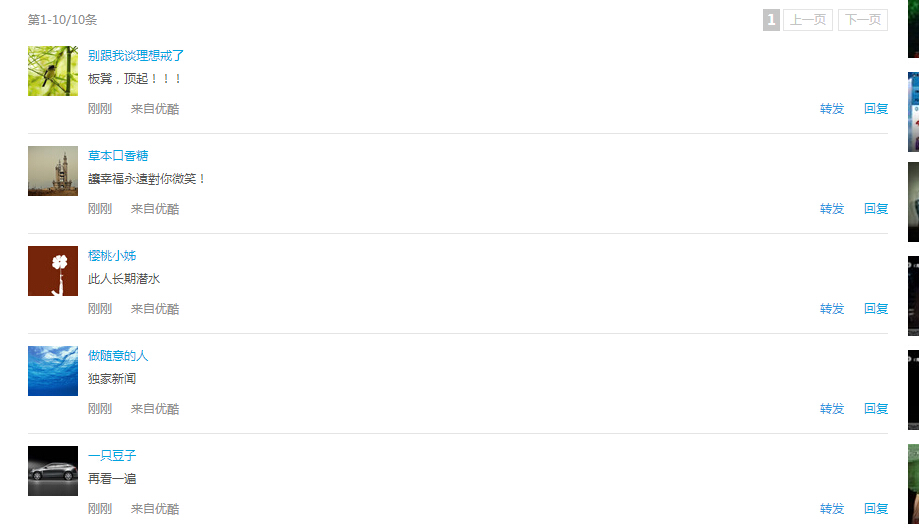 第1-10/10条 1 上一页 下一页
别跟我谈理想戒了
板凳，顶起！！！
刚刚 来自优酷 转发 回复
草本口香糖
讓幸福永遠對你微笑！
刚刚 来自优酷 转发 回复
樱桃小姊
此人长期潜水
刚刚 来自优酷 转发 回复
做随意的人
独家新闻
刚刚 来自优酷 转发 回复
一只豆子
再看一遍
刚刚 来自优酷 转发 回复